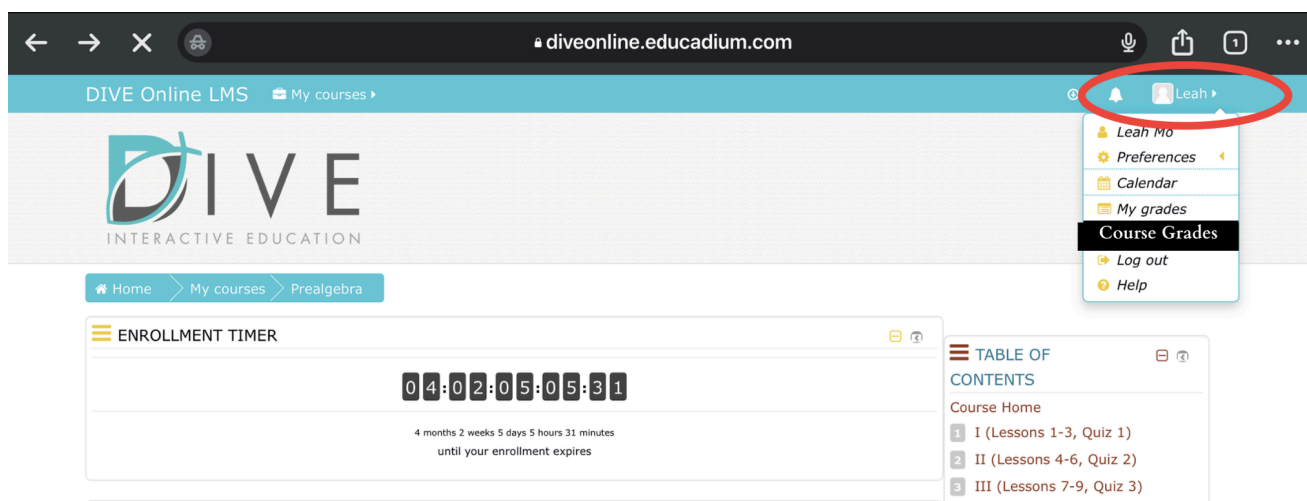 diveonline.educadium.com
1
DIVE Online LMS
My courses
Leah
DIVE
INTERACTIVE EDUCATION
Leah Mo
Preferences
Calendar
My grades
Course Grades
Log out
Help
Home
My courses
Prealgebra
ENROLLMENT TIMER
04:02:05:05:31
4 months 2 weeks 5 days 5 hours 31 minutes
until your enrollment expires
TABLE OF
CONTENTS
Course Home
1 I (Lessons 1-3, Quiz 1)
2 II (Lessons 4-6, Quiz 2)
3 III (Lessons 7-9, Quiz 3)